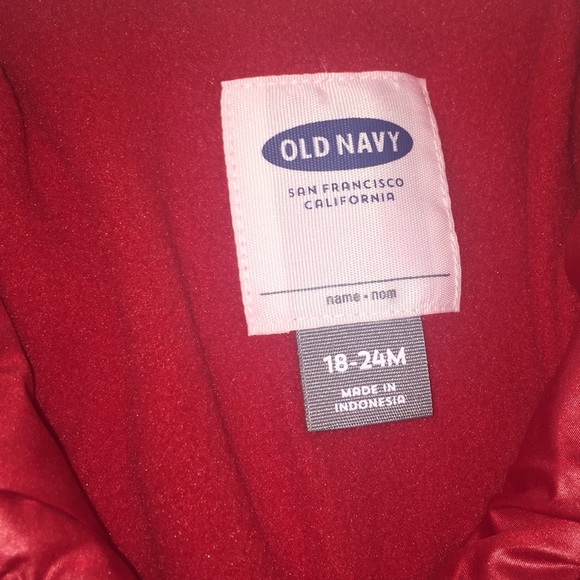 OLD NAVY
SAN FRANCISCO
CALIFORNIA
name • nom
18-24M
MADE IN
INDONESIA